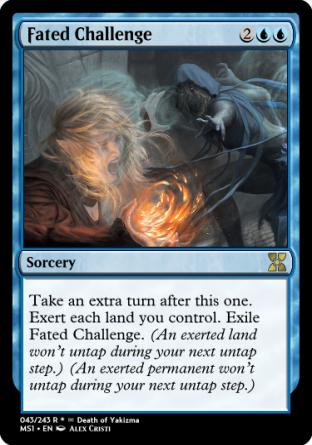 Fated Challenge 2
Sorcery
Take an extra turn after this one.
Exert each land you control. Exile
Fated Challenge. (An exerted land
won't untap during your next untap
step.) (An exerted permanent won't
untap during your next untap step.)
043/243 R * ∞ Death of Yakizma
MS1 • EN ALEX CRISTI